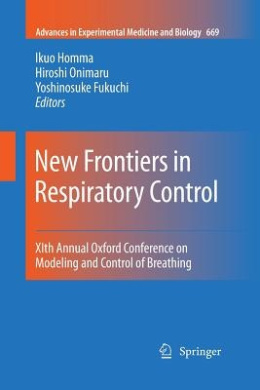 Advances in Experimental Medicine and Biology 669
Ikuo Homma
Hiroshi Onimaru
Yoshinosuke Fukuchi
Editors
New Frontiers in
Respiratory Control
XIth Annual Oxford Conference on
Modeling and Control of Breathing
Springer